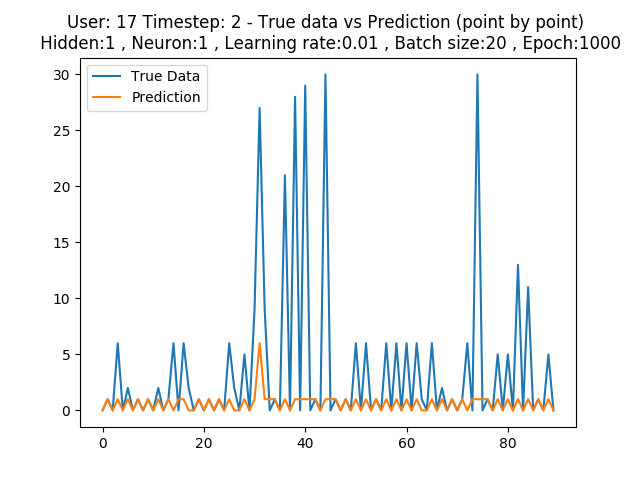 User: 17 Timestep: 2 - True data vs Prediction (point by point)
Hidden:1 , Neuron:1 , Learning rate:0.01 , Batch size:20 , Epoch:1000
True Data
Prediction
30
25
20
15
10
5
0
0 20 40 60 80